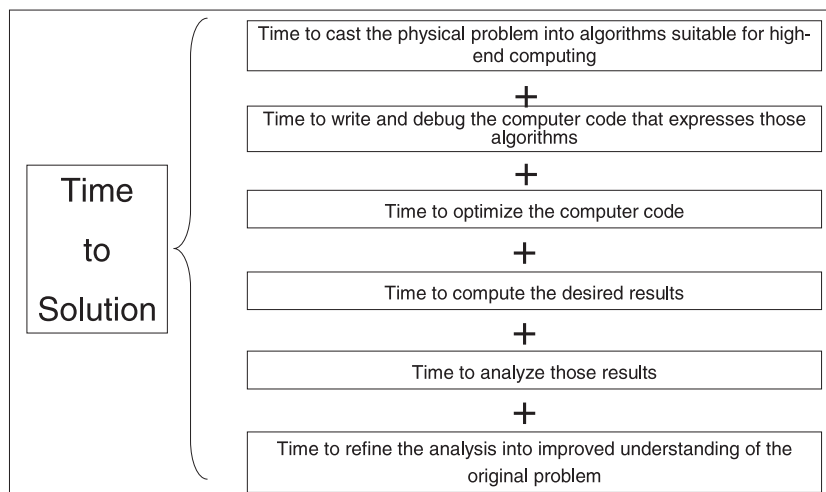 Time
to
Solution
Time to cast the physical problem into algorithms suitable for high-
end computing
+
Time to write and debug the computer code that expresses those
algorithms
+
Time to optimize the computer code
+
Time to compute the desired results
+
Time to analyze those results
+
Time to refine the analysis into improved understanding of the
original problem